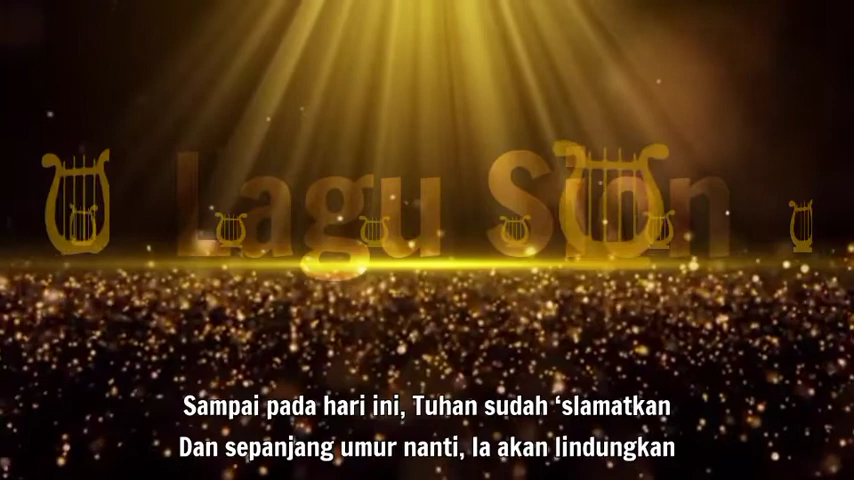 Lagu Sion
Sampai pada hari ini, Tuhan sudah ‘slamatkan
Dan sepanjang umur nanti, Ia akan lindungkan